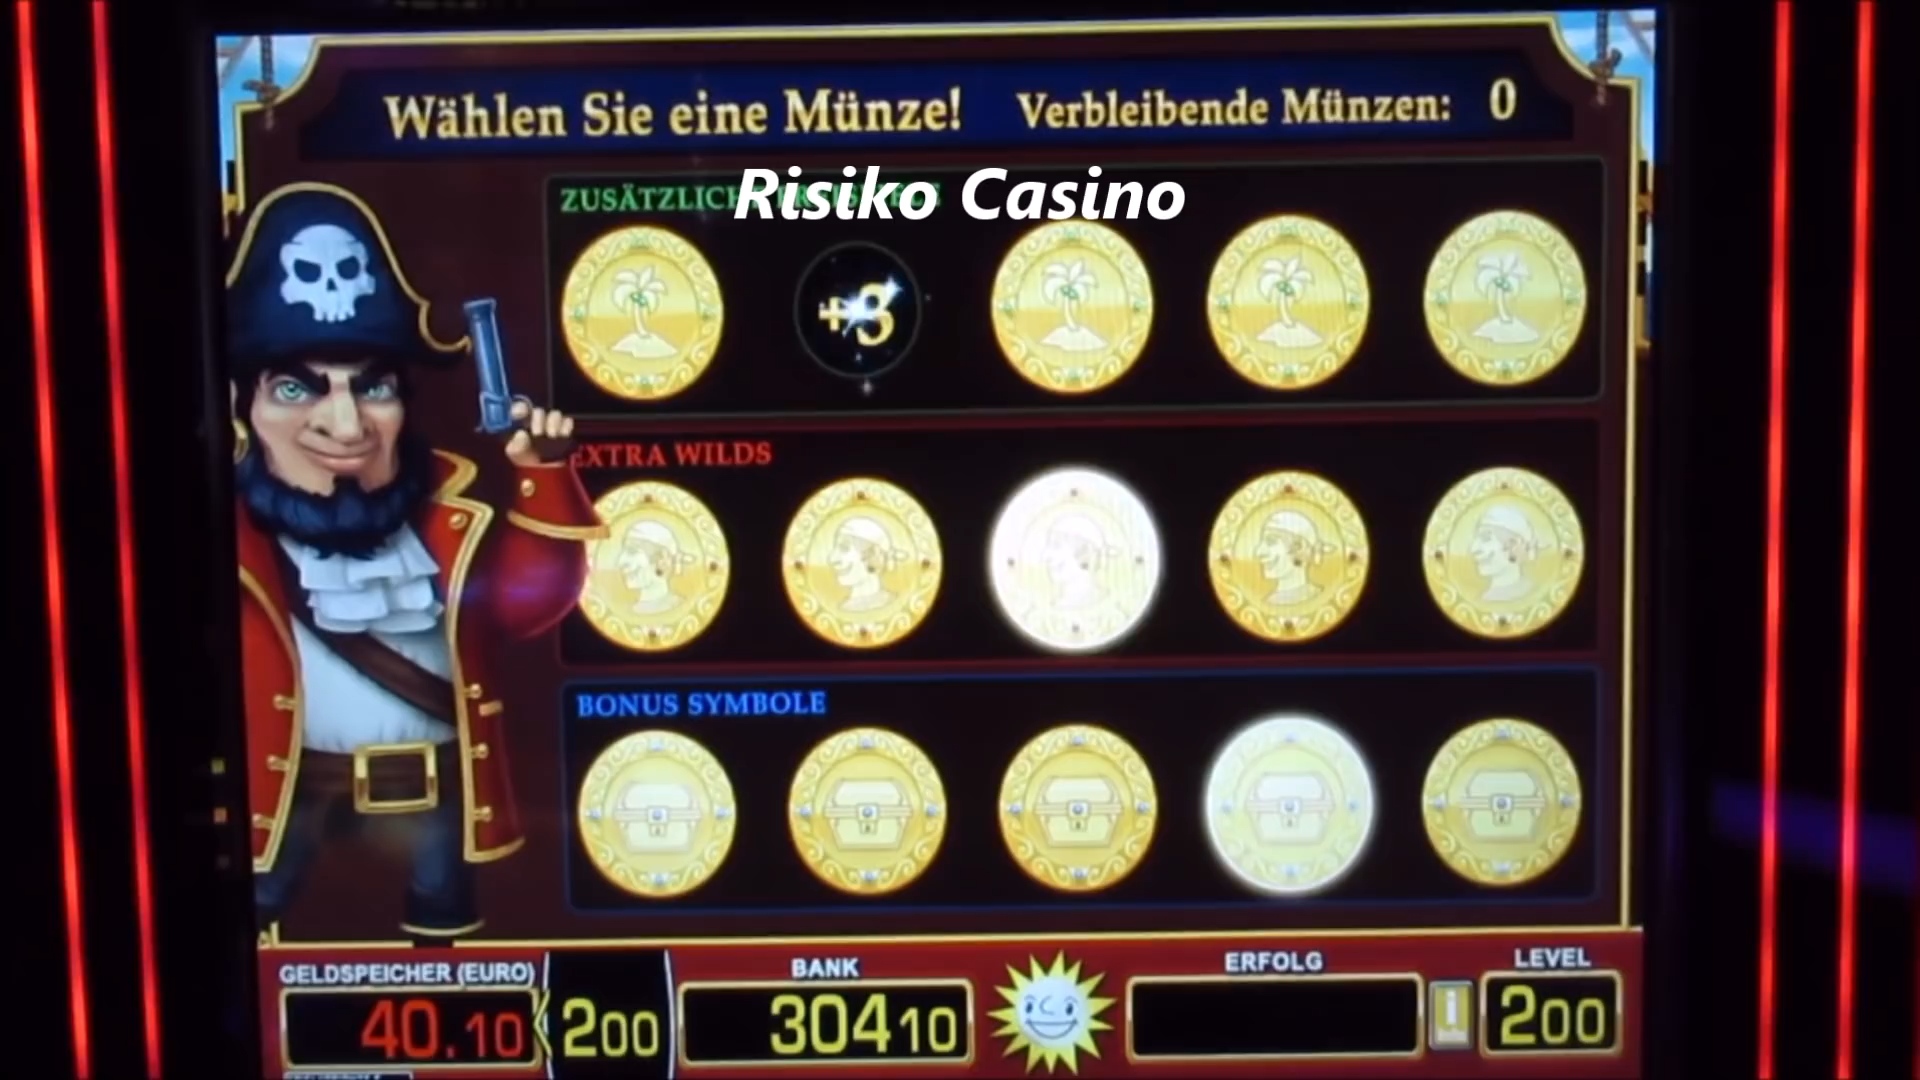 Wählen Sie eine Münze! Verbleibende Münzen: 0
Risiko Casino
+3
EXTRA WILDS
BONUS SYMBOLE
GELDSPEICHER (EURO) BANK ERFOLG LEVEL
40.10 200 30410 i 200